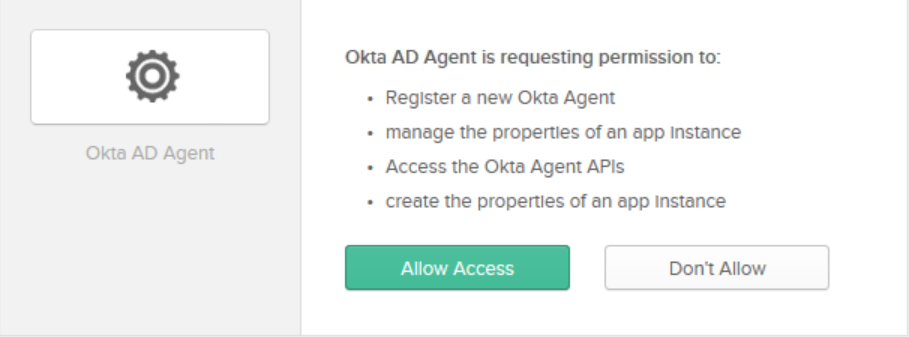 Okta AD Agent
Okta AD Agent is requesting permission to:
• Register a new Okta Agent
• manage the properties of an app instance
• Access the Okta Agent APIs
• create the properties of an app instance
Allow Access
Don't Allow